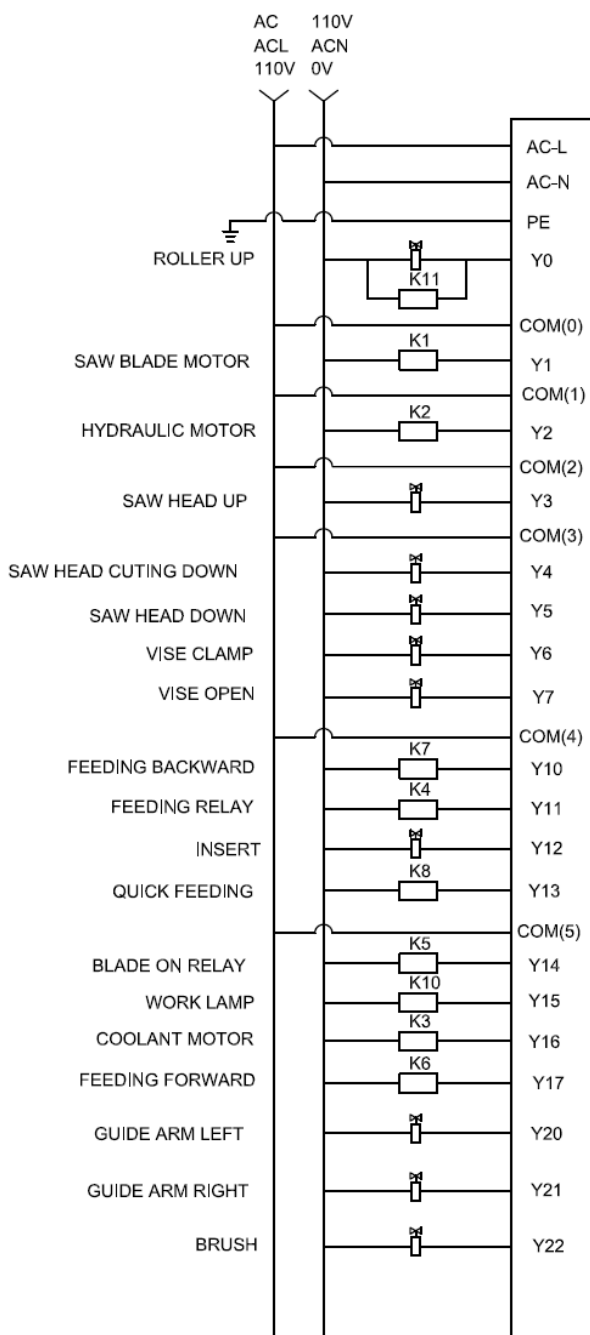 AC 110V
ACL ACN
110V 0V
AC-L
AC-N
PE
ROLLER UP Y0
K11
COM(0)
K1
SAW BLADE MOTOR Y1
COM(1)
K2
HYDRAULIC MOTOR Y2
COM(2)
SAW HEAD UP Y3
COM(3)
SAW HEAD CUTING DOWN Y4
SAW HEAD DOWN Y5
VISE CLAMP Y6
VISE OPEN Y7
COM(4)
K7
FEEDING BACKWARD Y10
K4
FEEDING RELAY Y11
INSERT Y12
K8
QUICK FEEDING Y13
COM(5)
K5
BLADE ON RELAY Y14
K10
WORK LAMP Y15
K3
COOLANT MOTOR Y16
K6
FEEDING FORWARD Y17
GUIDE ARM LEFT Y20
GUIDE ARM RIGHT Y21
BRUSH Y22